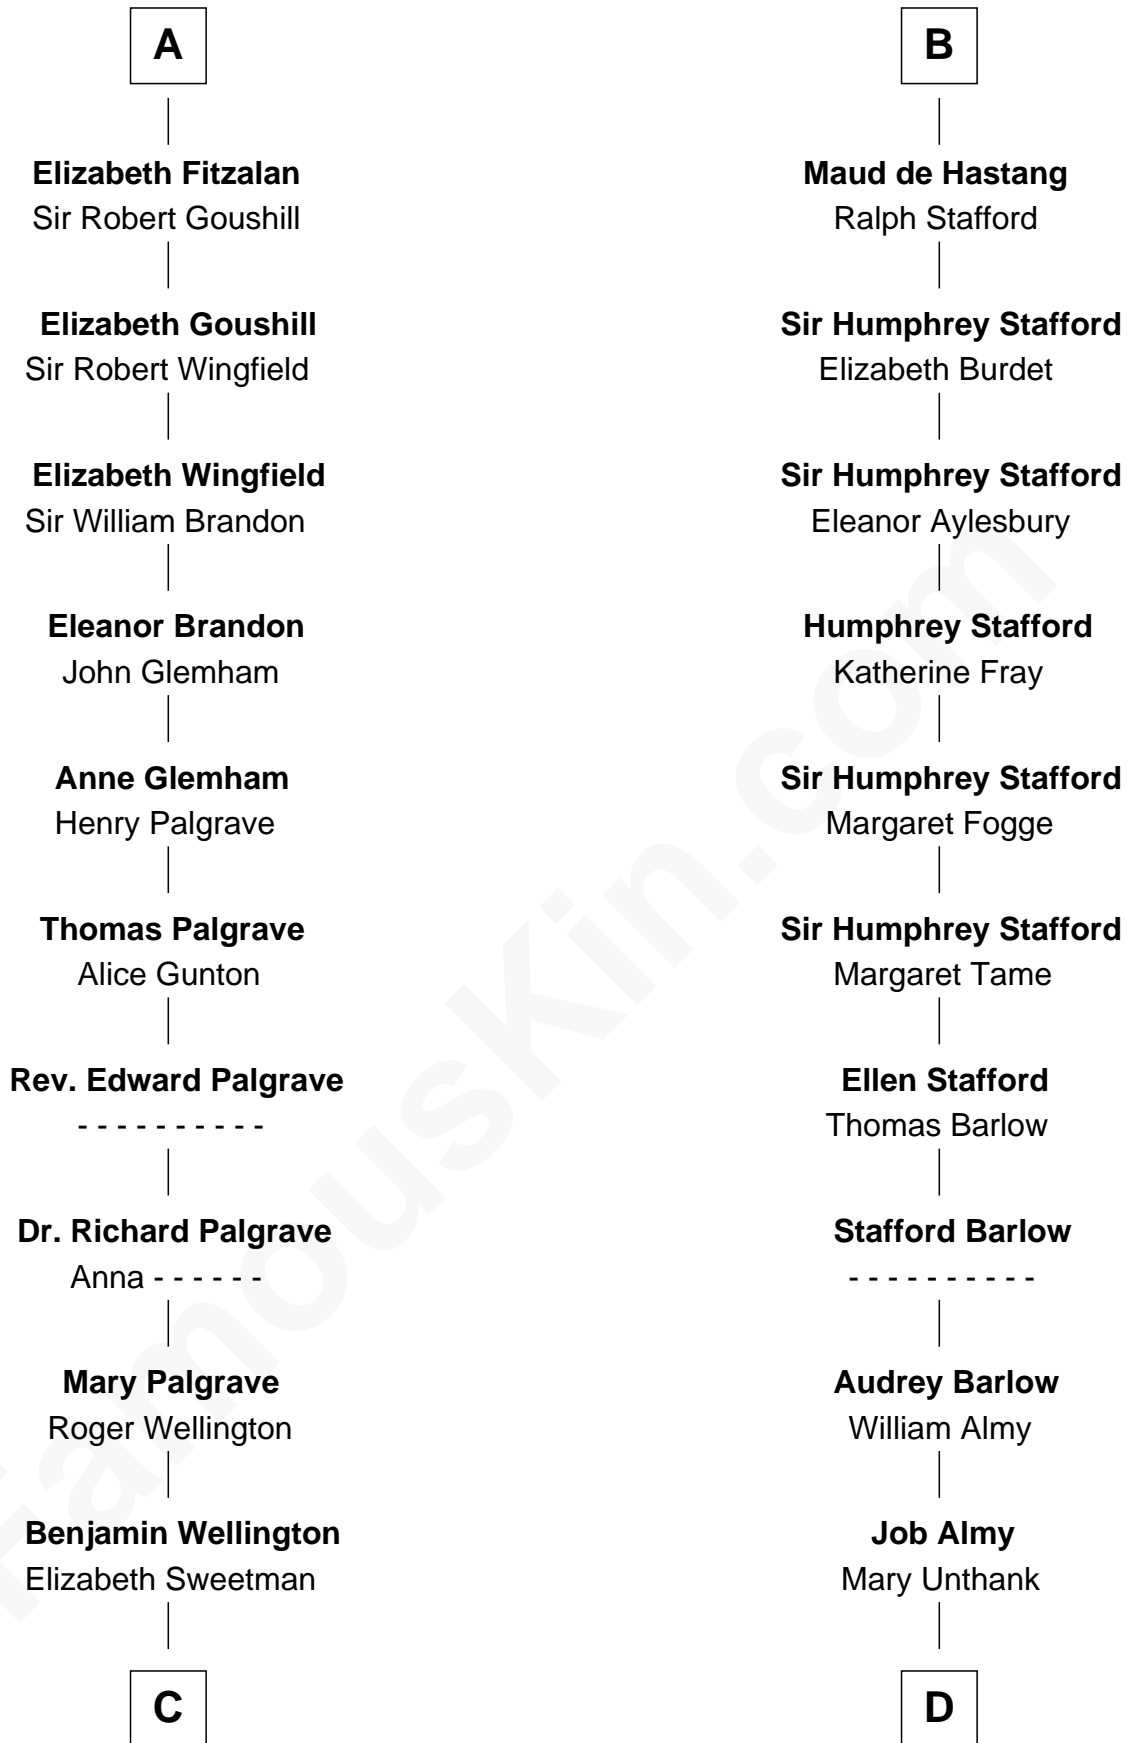 A
Elizabeth Fitzalan
Sir Robert Goushill
Elizabeth Goushill
Sir Robert Wingfield
Elizabeth Wingfield
Sir William Brandon
Eleanor Brandon
John Glemham
Anne Glemham
Henry Palgrave
Thomas Palgrave
Alice Gunton
Rev. Edward Palgrave
- - - - - - - - - -
Dr. Richard Palgrave
Anna - - - - - -
Mary Palgrave
Roger Wellington
Benjamin Wellington
Elizabeth Sweetman
C
B
Maud de Hastang
Ralph Stafford
Sir Humphrey Stafford
Elizabeth Burdet
Sir Humphrey Stafford
Eleanor Aylesbury
Humphrey Stafford
Katherine Fray
Sir Humphrey Stafford
Margaret Fogge
Sir Humphrey Stafford
Margaret Tame
Ellen Stafford
Thomas Barlow
Stafford Barlow
- - - - - - - - - -
Audrey Barlow
William Almy
Job Almy
Mary Unthank
D
FamousKin.com